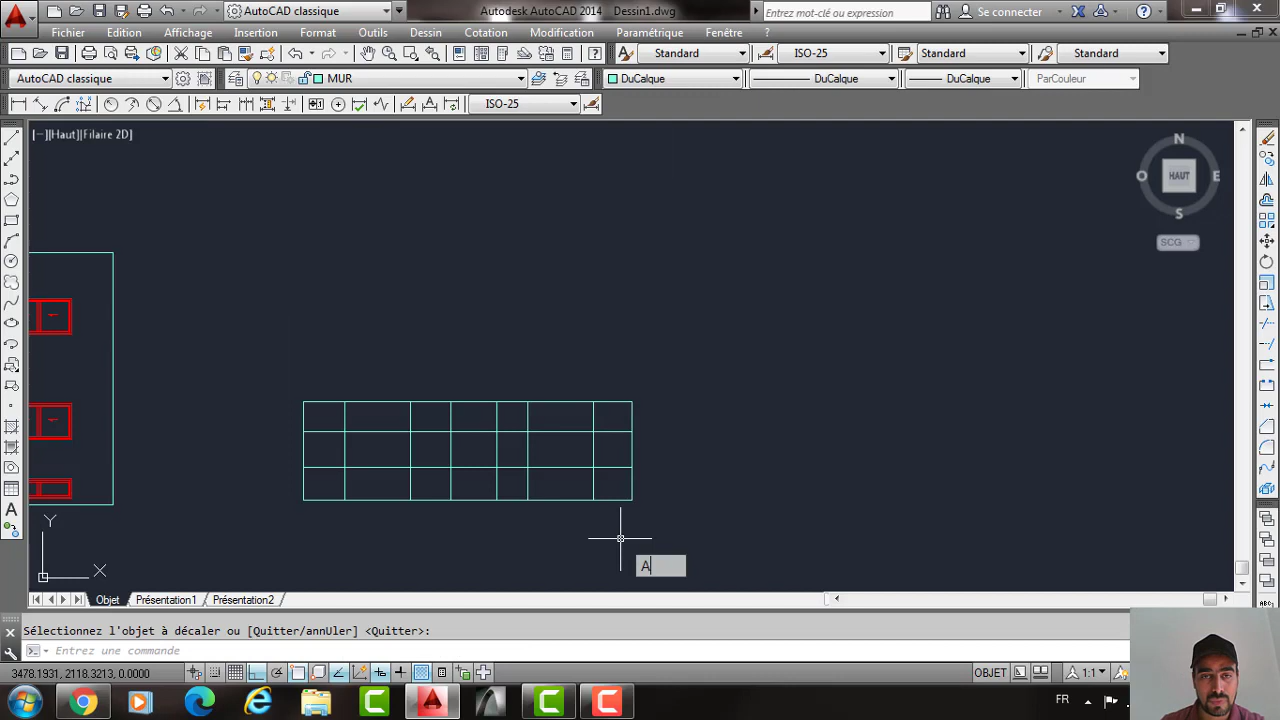 AutoCAD classique
Autodesk AutoCAD 2014 Dessin1.dwg
Entrez mot-clé ou expression
Se connecter
Fichier Edition Affichage Insertion Format Outils Dessin Cotation Modification Paramétrique Fenêtre
Standard ISO-25 Standard Standard
AutoCAD classique MUR DuCalque DuCalque DuCalque ParCouleur
ISO-25
[−][Haut][Filaire 2D]
N
O HAUT E
S
SCG
Y
X
A
A
Objet Présentation1 Présentation2
Sélectionnez l'objet à décaler ou [Quitter/annUler] <Quitter>:
Entrez une commande
3478.1931, 2118.3213, 0.0000 OBJET 1:1
FR